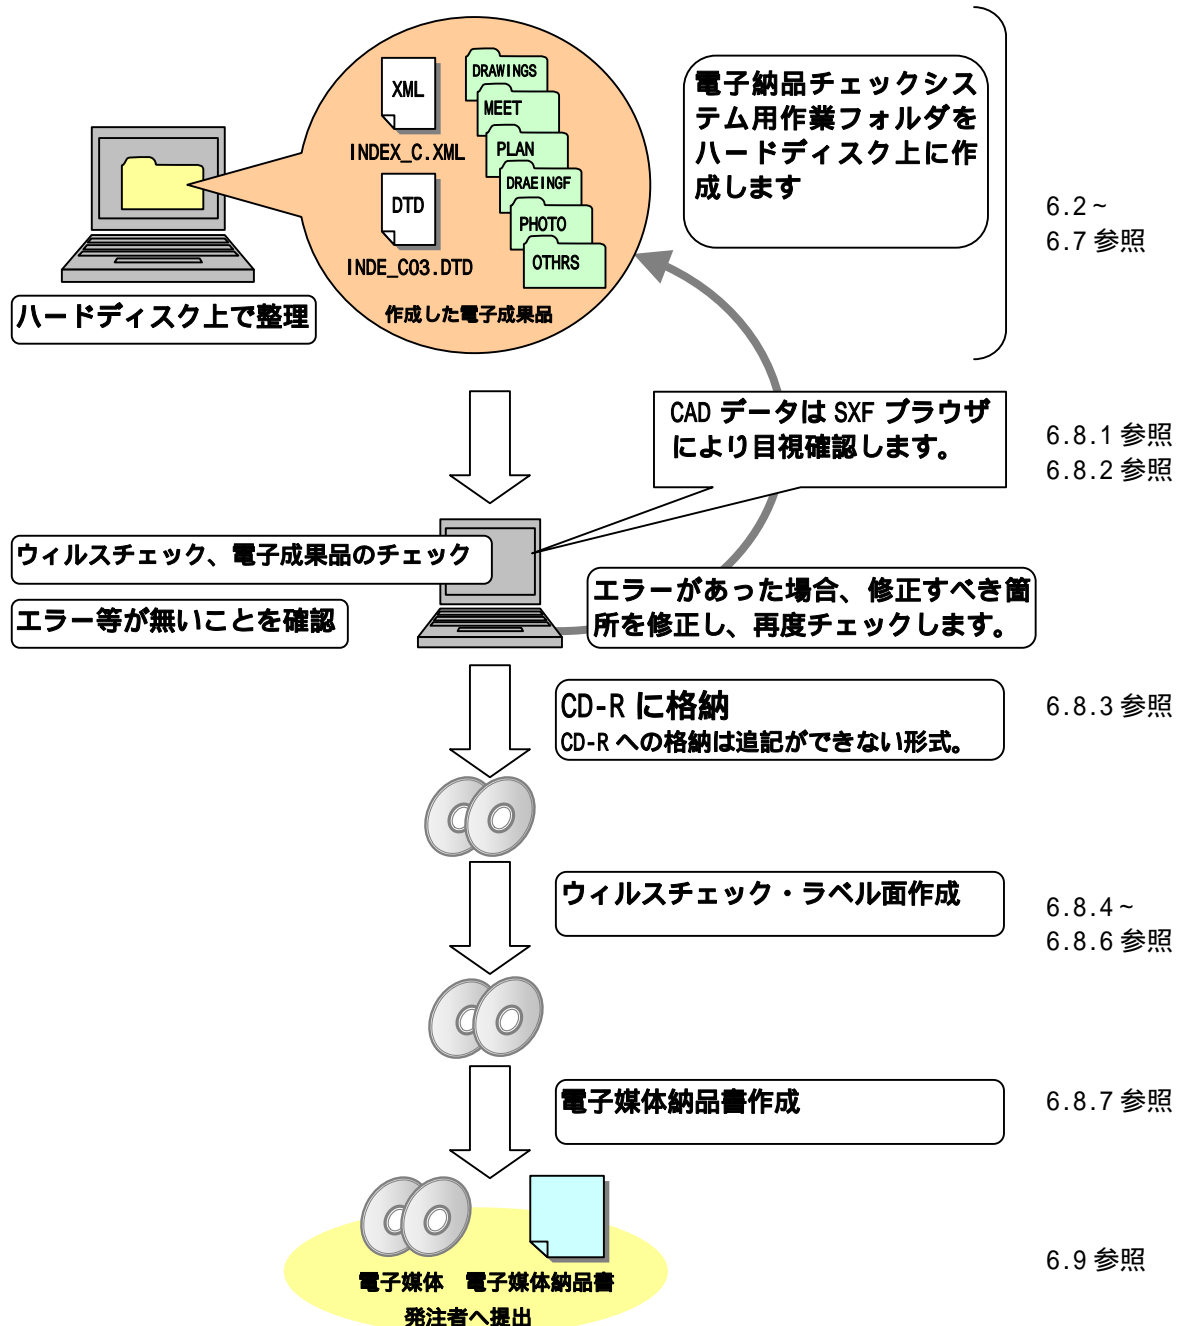 XML
INDEX_C.XML
DTD
INDE_C03.DTD
DRAWINGS
MEET
PLAN
DRAEINGF
PHOTO
OTHRS
作成した電子成果品
ハードディスク上で整理
電子納品チェックシス
テム用作業フォルダを
ハードディスク上に作
成します
6.2~
6.7 参照
CAD データは SXF ブラウザ
により目視確認します。
6.8.1 参照
6.8.2 参照
ウィルスチェック、電子成果品のチェック
エラー等が無いことを確認
エラーがあった場合、修正すべき箇
所を修正し、再度チェックします。
CD-R に格納
CD-R への格納は追記ができない形式。
6.8.3 参照
ウィルスチェック・ラベル面作成
6.8.4~
6.8.6 参照
電子媒体納品書作成
6.8.7 参照
電子媒体 電子媒体納品書
発注者へ提出
6.9 参照